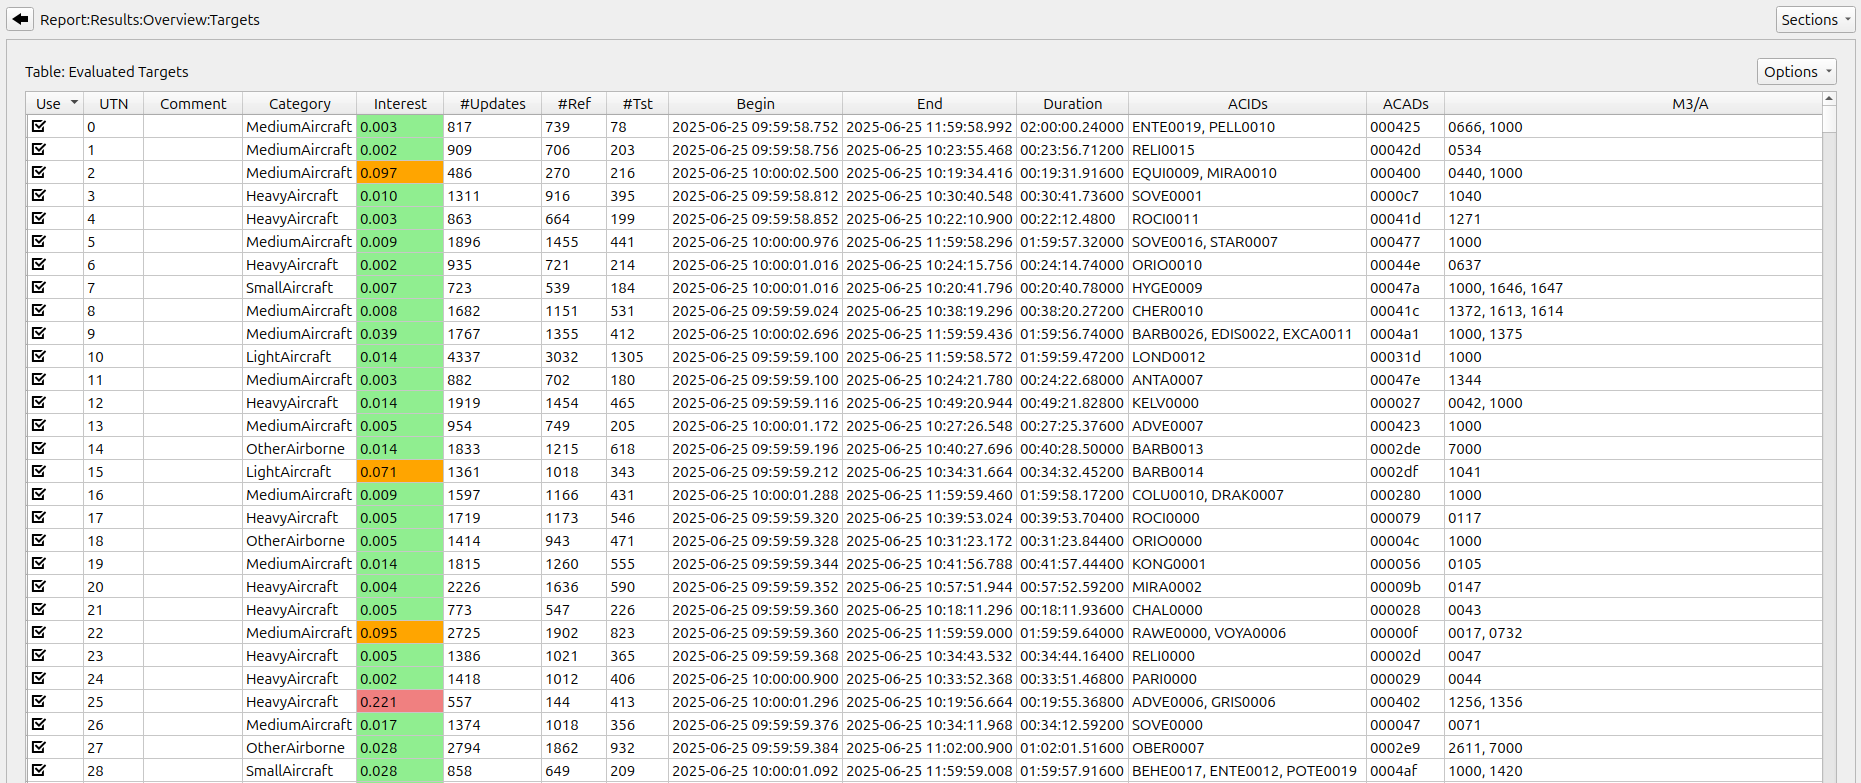 Report:Results:Overview:Targets Sections
Table: Evaluated Targets Options
Use UTN Comment Category Interest #Updates #Ref #Tst Begin End Duration ACIDs ACADs M3/A
0 MediumAircraft 0.003 817 739 78 2025-06-25 09:59:58.752 2025-06-25 11:59:58.992 02:00:00.24000 ENTE0019, PELL0010 000425 0666, 1000
1 MediumAircraft 0.002 909 706 203 2025-06-25 09:59:58.756 2025-06-25 10:23:55.468 00:23:56.71200 RELI0015 00042d 0534
2 MediumAircraft 0.097 486 270 216 2025-06-25 10:00:02.500 2025-06-25 10:19:34.416 00:19:31.91600 EQUI0009, MIRA0010 000400 0440, 1000
3 HeavyAircraft 0.010 1311 916 395 2025-06-25 09:59:58.812 2025-06-25 10:30:40.548 00:30:41.73600 SOVE0001 0000c7 1040
4 HeavyAircraft 0.003 863 664 199 2025-06-25 09:59:58.852 2025-06-25 10:22:10.900 00:22:12.4800 ROCI0011 00041d 1271
5 MediumAircraft 0.009 1896 1455 441 2025-06-25 10:00:00.976 2025-06-25 11:59:58.296 01:59:57.32000 SOVE0016, STAR0007 000477 1000
6 HeavyAircraft 0.002 935 721 214 2025-06-25 10:00:01.016 2025-06-25 10:24:15.756 00:24:14.74000 ORIO0010 00044e 0637
7 SmallAircraft 0.007 723 539 184 2025-06-25 10:00:01.016 2025-06-25 10:20:41.796 00:20:40.78000 HYGE0009 00047a 1000, 1646, 1647
8 MediumAircraft 0.008 1682 1151 531 2025-06-25 09:59:59.024 2025-06-25 10:38:19.296 00:38:20.27200 CHER0010 00041c 1372, 1613, 1614
9 MediumAircraft 0.039 1767 1355 412 2025-06-25 10:00:02.696 2025-06-25 11:59:59.436 01:59:56.74000 BARB0026, EDIS0022, EXCA0011 0004a1 1000, 1375
10 LightAircraft 0.014 4337 3032 1305 2025-06-25 09:59:59.100 2025-06-25 11:59:58.572 01:59:59.47200 LOND0012 00031d 1000
11 MediumAircraft 0.003 882 702 180 2025-06-25 09:59:59.100 2025-06-25 10:24:21.780 00:24:22.68000 ANTA0007 00047e 1344
12 HeavyAircraft 0.014 1919 1454 465 2025-06-25 09:59:59.116 2025-06-25 10:49:20.944 00:49:21.82800 KELV0000 000027 0042, 1000
13 MediumAircraft 0.005 954 749 205 2025-06-25 10:00:01.172 2025-06-25 10:27:26.548 00:27:25.37600 ADVE0007 000423 1000
14 OtherAirborne 0.014 1833 1215 618 2025-06-25 09:59:59.196 2025-06-25 10:40:27.696 00:40:28.50000 BARB0013 0002de 7000
15 LightAircraft 0.071 1361 1018 343 2025-06-25 09:59:59.212 2025-06-25 10:34:31.664 00:34:32.45200 BARB0014 0002df 1041
16 MediumAircraft 0.009 1597 1166 431 2025-06-25 10:00:01.288 2025-06-25 11:59:59.460 01:59:58.17200 COLU0010, DRAK0007 000280 1000
17 HeavyAircraft 0.005 1719 1173 546 2025-06-25 09:59:59.320 2025-06-25 10:39:53.024 00:39:53.70400 ROCI0000 000079 0117
18 OtherAirborne 0.005 1414 943 471 2025-06-25 09:59:59.328 2025-06-25 10:31:23.172 00:31:23.84400 ORIO0000 00004c 1000
19 MediumAircraft 0.014 1815 1260 555 2025-06-25 09:59:59.344 2025-06-25 10:41:56.788 00:41:57.44400 KONG0001 000056 0105
20 HeavyAircraft 0.004 2226 1636 590 2025-06-25 09:59:59.352 2025-06-25 10:57:51.944 00:57:52.59200 MIRA0002 00009b 0147
21 HeavyAircraft 0.005 773 547 226 2025-06-25 09:59:59.360 2025-06-25 10:18:11.296 00:18:11.93600 CHAL0000 000028 0043
22 MediumAircraft 0.095 2725 1902 823 2025-06-25 09:59:59.360 2025-06-25 11:59:59.000 01:59:59.64000 RAWE0000, VOYA0006 00000f 0017, 0732
23 HeavyAircraft 0.005 1386 1021 365 2025-06-25 09:59:59.368 2025-06-25 10:34:43.532 00:34:44.16400 RELI0000 00002d 0047
24 HeavyAircraft 0.002 1418 1012 406 2025-06-25 10:00:00.900 2025-06-25 10:33:52.368 00:33:51.46800 PARI0000 000029 0044
25 HeavyAircraft 0.221 557 144 413 2025-06-25 10:00:01.296 2025-06-25 10:19:56.664 00:19:55.36800 ADVE0006, GRIS0006 000402 1256, 1356
26 MediumAircraft 0.017 1374 1018 356 2025-06-25 09:59:59.376 2025-06-25 10:34:11.968 00:34:12.59200 SOVE0000 000047 0071
27 OtherAirborne 0.028 2794 1862 932 2025-06-25 09:59:59.384 2025-06-25 11:02:00.900 01:02:01.51600 OBER0007 0002e9 2611, 7000
28 SmallAircraft 0.028 858 649 209 2025-06-25 10:00:01.092 2025-06-25 11:59:59.008 01:59:57.91600 BEHE0017, ENTE0012, POTE0019 0004af 1000, 1420